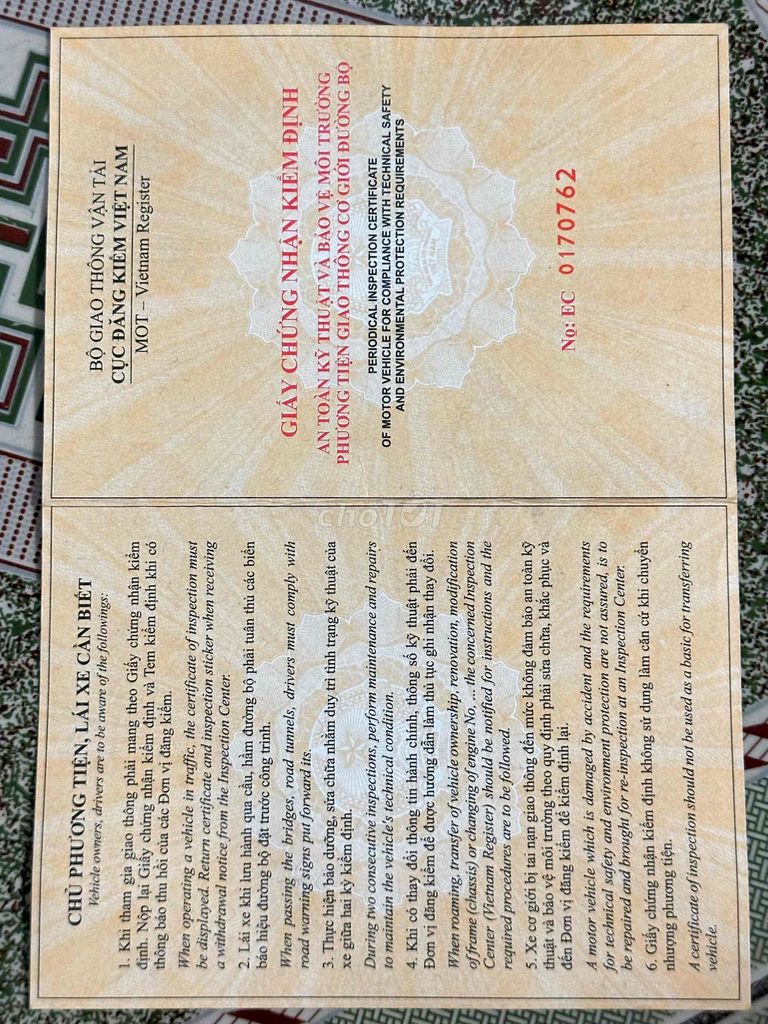 BỘ GIAO THÔNG VẬN TẢI
CỤC ĐĂNG KIỂM VIỆT NAM
MOT – Vietnam Register
GIẤY CHỨNG NHẬN KIỂM ĐỊNH
AN TOÀN KỸ THUẬT VÀ BẢO VỆ MÔI TRƯỜNG
PHƯƠNG TIỆN GIAO THÔNG CƠ GIỚI ĐƯỜNG BỘ
PERIODICAL INSPECTION CERTIFICATE
OF MOTOR VEHICLE FOR COMPLIANCE WITH TECHNICAL SAFETY
AND ENVIRONMENTAL PROTECTION REQUIREMENTS
No: EC 0170762
CHỦ PHƯƠNG TIỆN, LÁI XE CẦN BIẾT
Vehicle owners, drivers are to be aware of the followings:
1. Khi tham gia giao thông phải mang theo Giấy chứng nhận kiểm
định. Nộp lại Giấy chứng nhận kiểm định và Tem kiểm định khi có
thông báo thu hồi của các Đơn vị đăng kiểm.
When operating a vehicle in traffic, the certificate of inspection must
be displayed. Return certificate and inspection sticker when receiving
a withdrawal notice from the Inspection Center.
2. Lái xe khi lưu hành qua cầu, hầm đường bộ phải tuân thủ các biển
báo hiệu đường bộ đặt trước công trình.
When passing the bridges, road tunnels, drivers must comply with
road warning signs put forward its.
3. Thực hiện bảo dưỡng, sửa chữa nhằm duy trì tình trạng kỹ thuật của
xe giữa hai kỳ kiểm định.
During two consecutive inspections, perform maintenance and repairs
to maintain the vehicle's technical condition.
4. Khi có thay đổi thông tin hành chính, thông số kỹ thuật phải đến
Đơn vị đăng kiểm để được hướng dẫn làm thủ tục ghi nhận thay đổi.
When roaming, transfer of vehicle ownership, renovation, modification
of frame (chassis) or changing of engine No.… the concerned Inspection
Center (Vietnam Register) should be notified for instructions and the
required procedures are to be followed.
5. Xe cơ giới bị tai nạn giao thông đến mức không đảm bảo an toàn kỹ
thuật và bảo vệ môi trường theo quy định phải sửa chữa, khắc phục và
đến Đơn vị đăng kiểm để kiểm định lại.
A motor vehicle which is damaged by accident and the requirements
for technical safety and environment protection are not assured, is to
be repaired and brought for re-inspection at an Inspection Center.
6. Giấy chứng nhận kiểm định không sử dụng làm căn cứ khi chuyển
nhượng phương tiện.
A certificate of inspection should not be used as a basic for transferring
vehicle.
chợTỐT